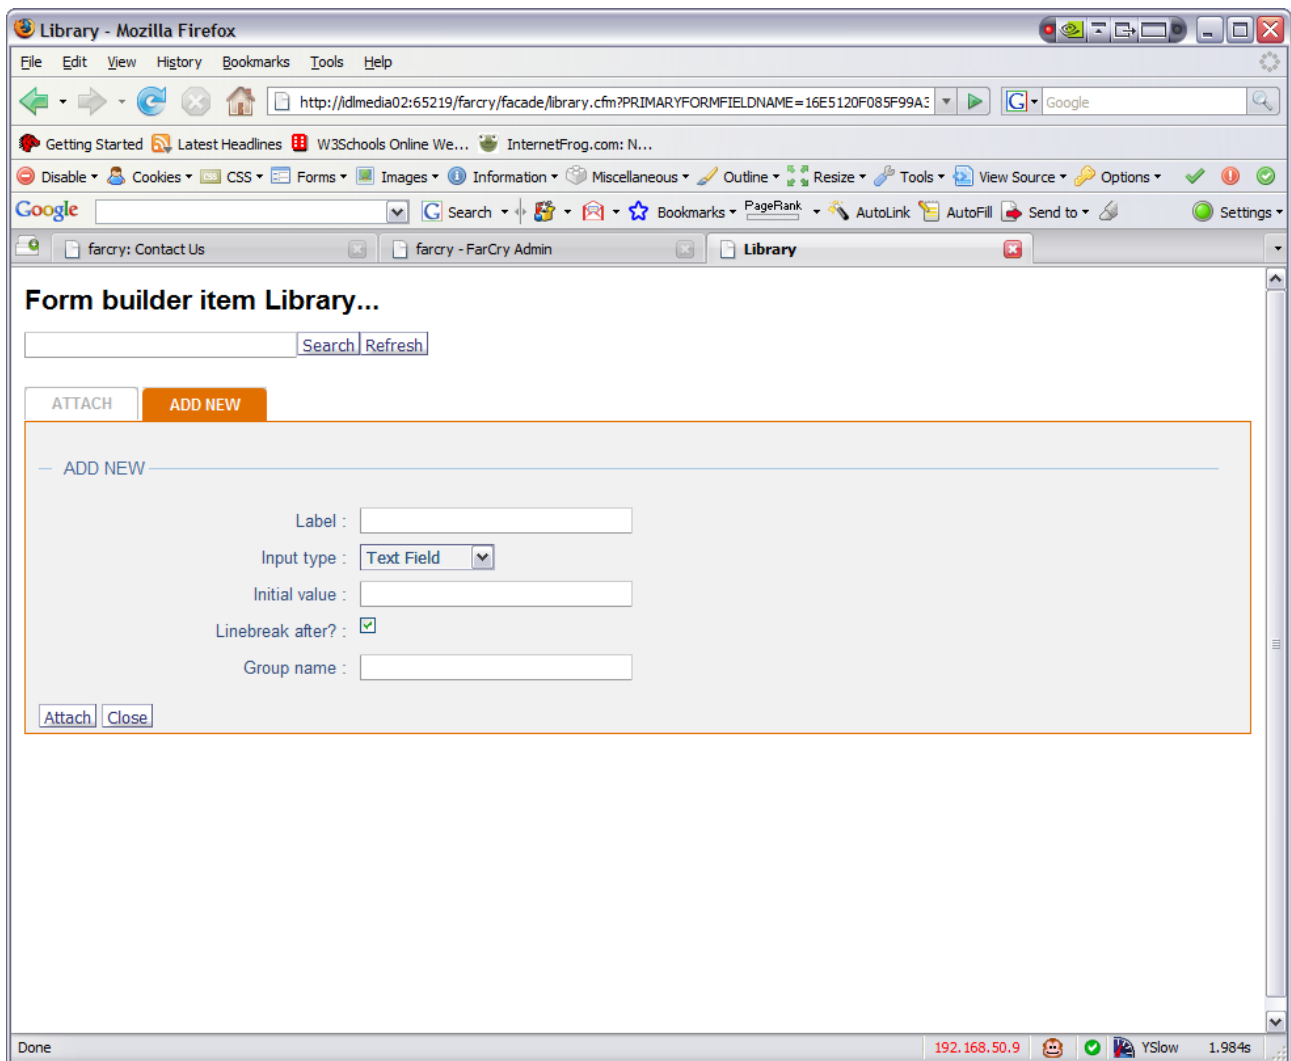 Library - Mozilla Firefox
File Edit View History Bookmarks Tools Help
http://idlmedia02:65219/farcry/facade/library.cfm?PRIMARYFORMFIELDNAME=16E5120F085F99A3 G Google
Getting Started Latest Headlines W3Schools Online We... InternetFrog.com: N...
Disable Cookies CSS Forms Images Information Miscellaneous Outline Resize Tools View Source Options
Google G Search Bookmarks PageRank AutoLink AutoFill Send to Settings
farcry: Contact Us farcry - FarCry Admin Library
Form builder item Library...
Search Refresh
ATTACH ADD NEW
ADD NEW
Label :
Input type : Text Field
Initial value :
Linebreak after? :
Group name :
Attach Close
Done 192.168.50.9 YSlow 1.984s